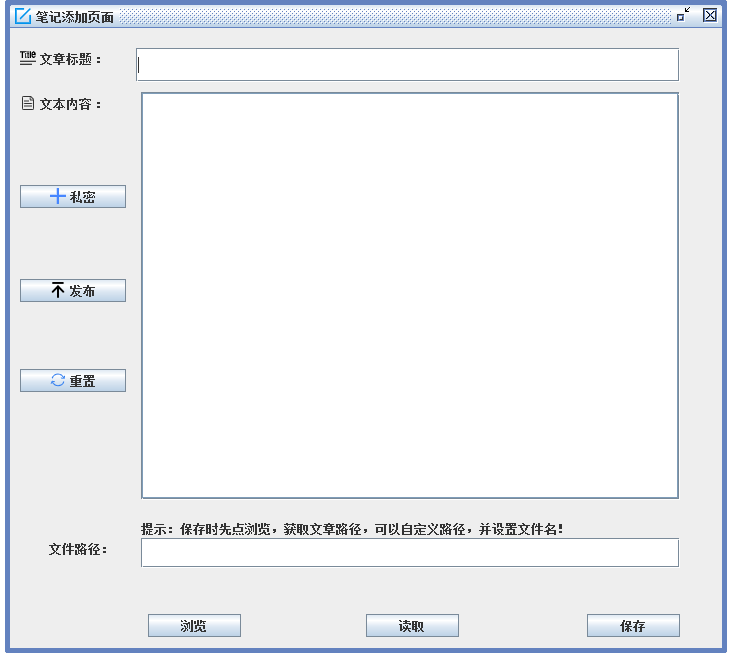 笔记添加页面
Title 文章标题：
文本内容：
私密
发布
重置
提示：保存时先点浏览，获取文章路径，可以自定义路径，并设置文件名！
文件路径：
浏览 读取 保存